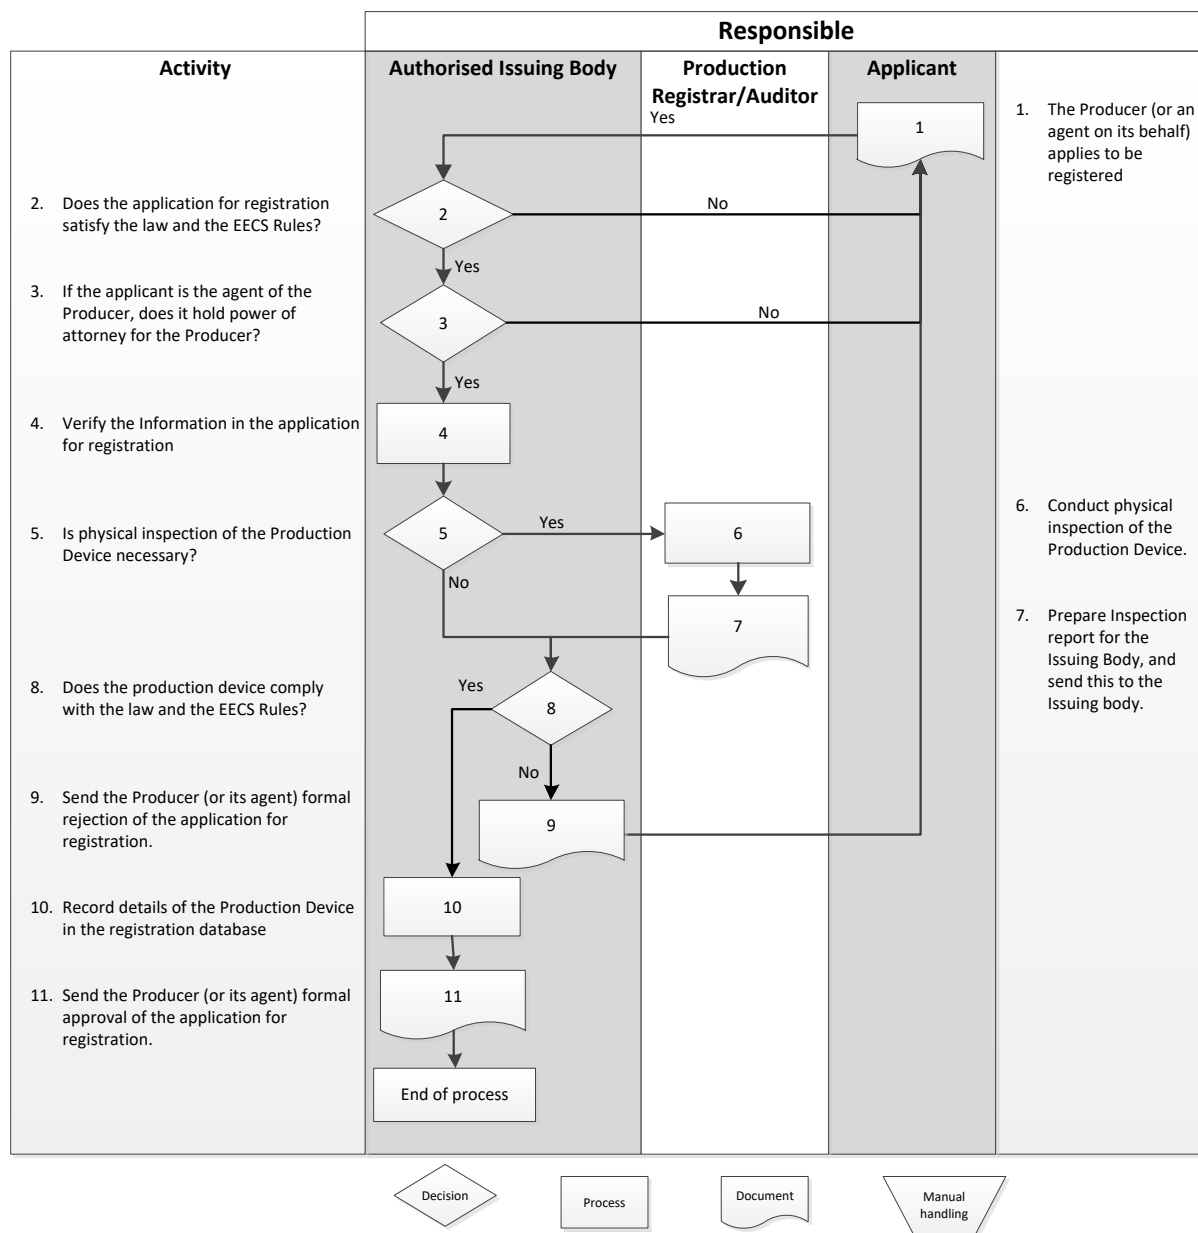 Responsible
Activity
Authorised Issuing Body
Production
Registrar/Auditor
Applicant
Yes
1
1. The Producer (or an
agent on its behalf)
applies to be
registered
2. Does the application for registration
satisfy the law and the EECS Rules?
2
No
Yes
3. If the applicant is the agent of the
Producer, does it hold power of
attorney for the Producer?
3
No
Yes
4. Verify the Information in the application
for registration
4
5. Is physical inspection of the Production
Device necessary?
5
Yes
6
6. Conduct physical
inspection of the
Production Device.
No
7
7. Prepare Inspection
report for the
Issuing Body, and
send this to the
Issuing body.
8. Does the production device comply
with the law and the EECS Rules?
Yes
8
No
9. Send the Producer (or its agent) formal
rejection of the application for
registration.
9
10. Record details of the Production Device
in the registration database
10
11. Send the Producer (or its agent) formal
approval of the application for
registration.
11
End of process
Decision
Process
Document
Manual
handling